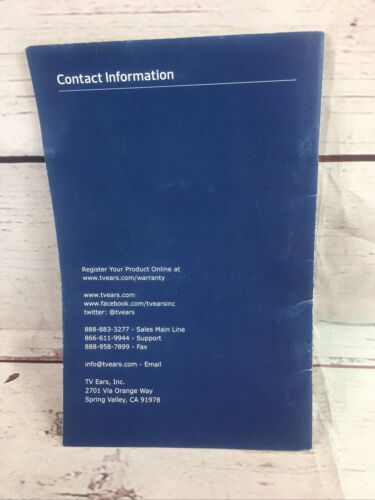 Contact Information
Register Your Product Online at
www.tvears.com/warranty
www.tvears.com
www.facebook.com/tvearsinc
twitter: @tvears
888-883-3277 - Sales Main Line
866-611-9944 - Support
888-958-7899 - Fax
info@tvears.com - Email
TV Ears, Inc.
2701 Via Orange Way
Spring Valley, CA 91978